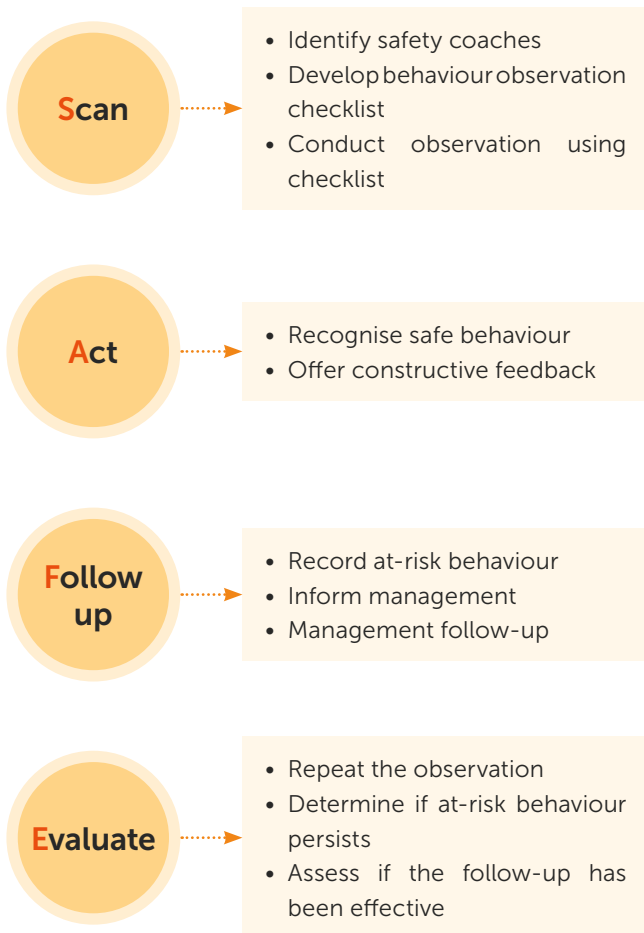 Scan
• Identify safety coaches
• Develop behaviour observation
checklist
• Conduct observation using
checklist
Act
• Recognise safe behaviour
• Offer constructive feedback
Follow
up
• Record at-risk behaviour
• Inform management
• Management follow-up
Evaluate
• Repeat the observation
• Determine if at-risk behaviour
persists
• Assess if the follow-up has
been effective